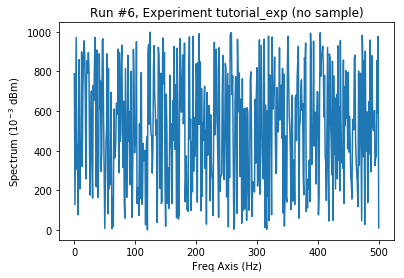 Run #6, Experiment tutorial_exp (no sample)
1000
800
600
400
200
0
Spectrum (10⁻³ dBm)
0 100 200 300 400 500
Freq Axis (Hz)